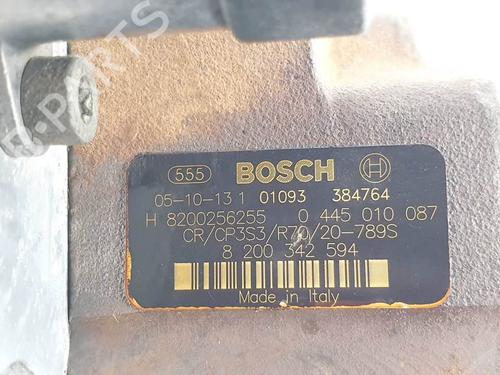 555 BOSCH
05-10-13 1 01093 384764
H 8200256255 0 445 010 087
CR/CP3S3/R70/20-789S
8 200 342 594
Made in Italy